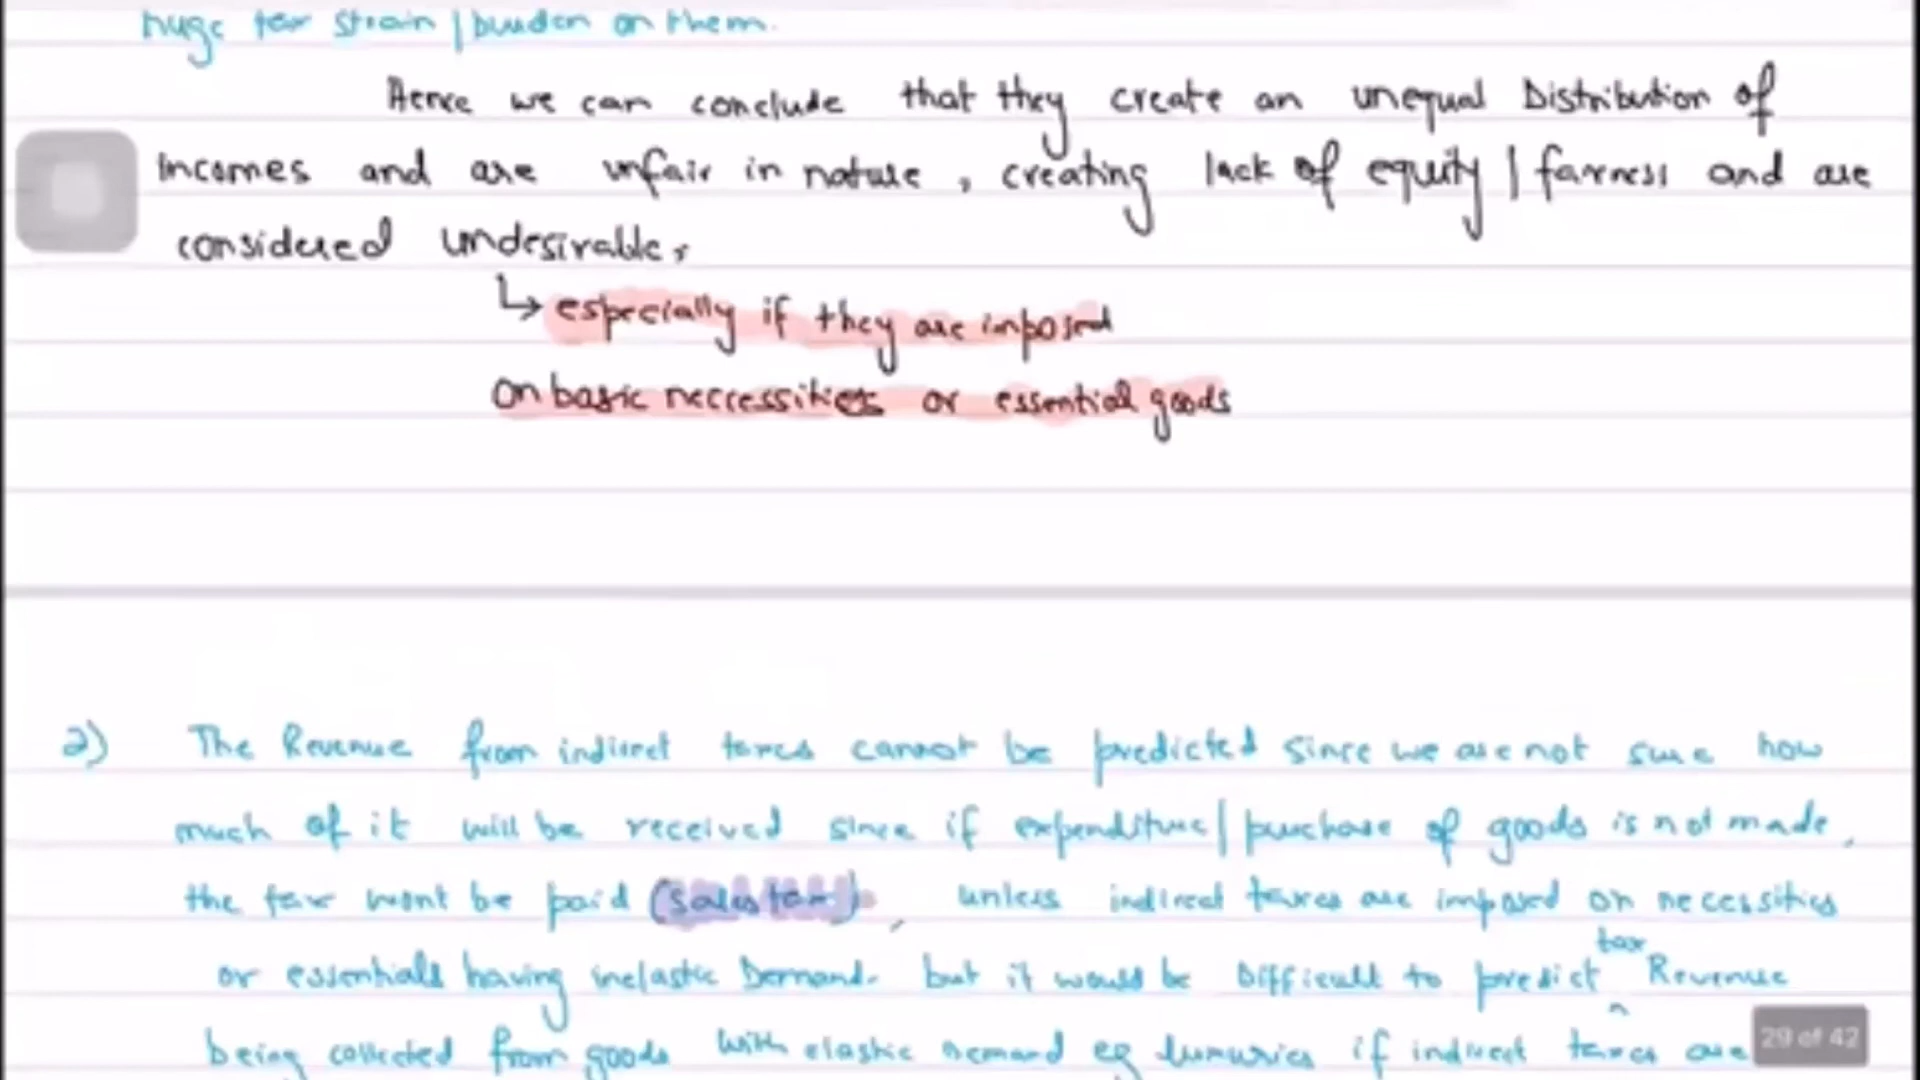 huge tax strain/burden on them.
Hence we can conclude that they create an unequal Distribution of
incomes and are unfair in nature, creating lack of equity/fairness and are
considered undesirable,
↳ especially if they are imposed
on basic neccessities or essential goods
2) The Revenue from indirect taxes cannot be predicted since we are not sure how
much of it will be received since if expenditure/purchase of goods is not made,
the tax wont be paid (sales tax), unless indirect taxes are imposed on necessities
or essentials having inelastic Demand. but it would be Difficult to predict tax Revenue
being collected from goods with elastic Demand eg luxuries if indirect taxes are
29 of 42